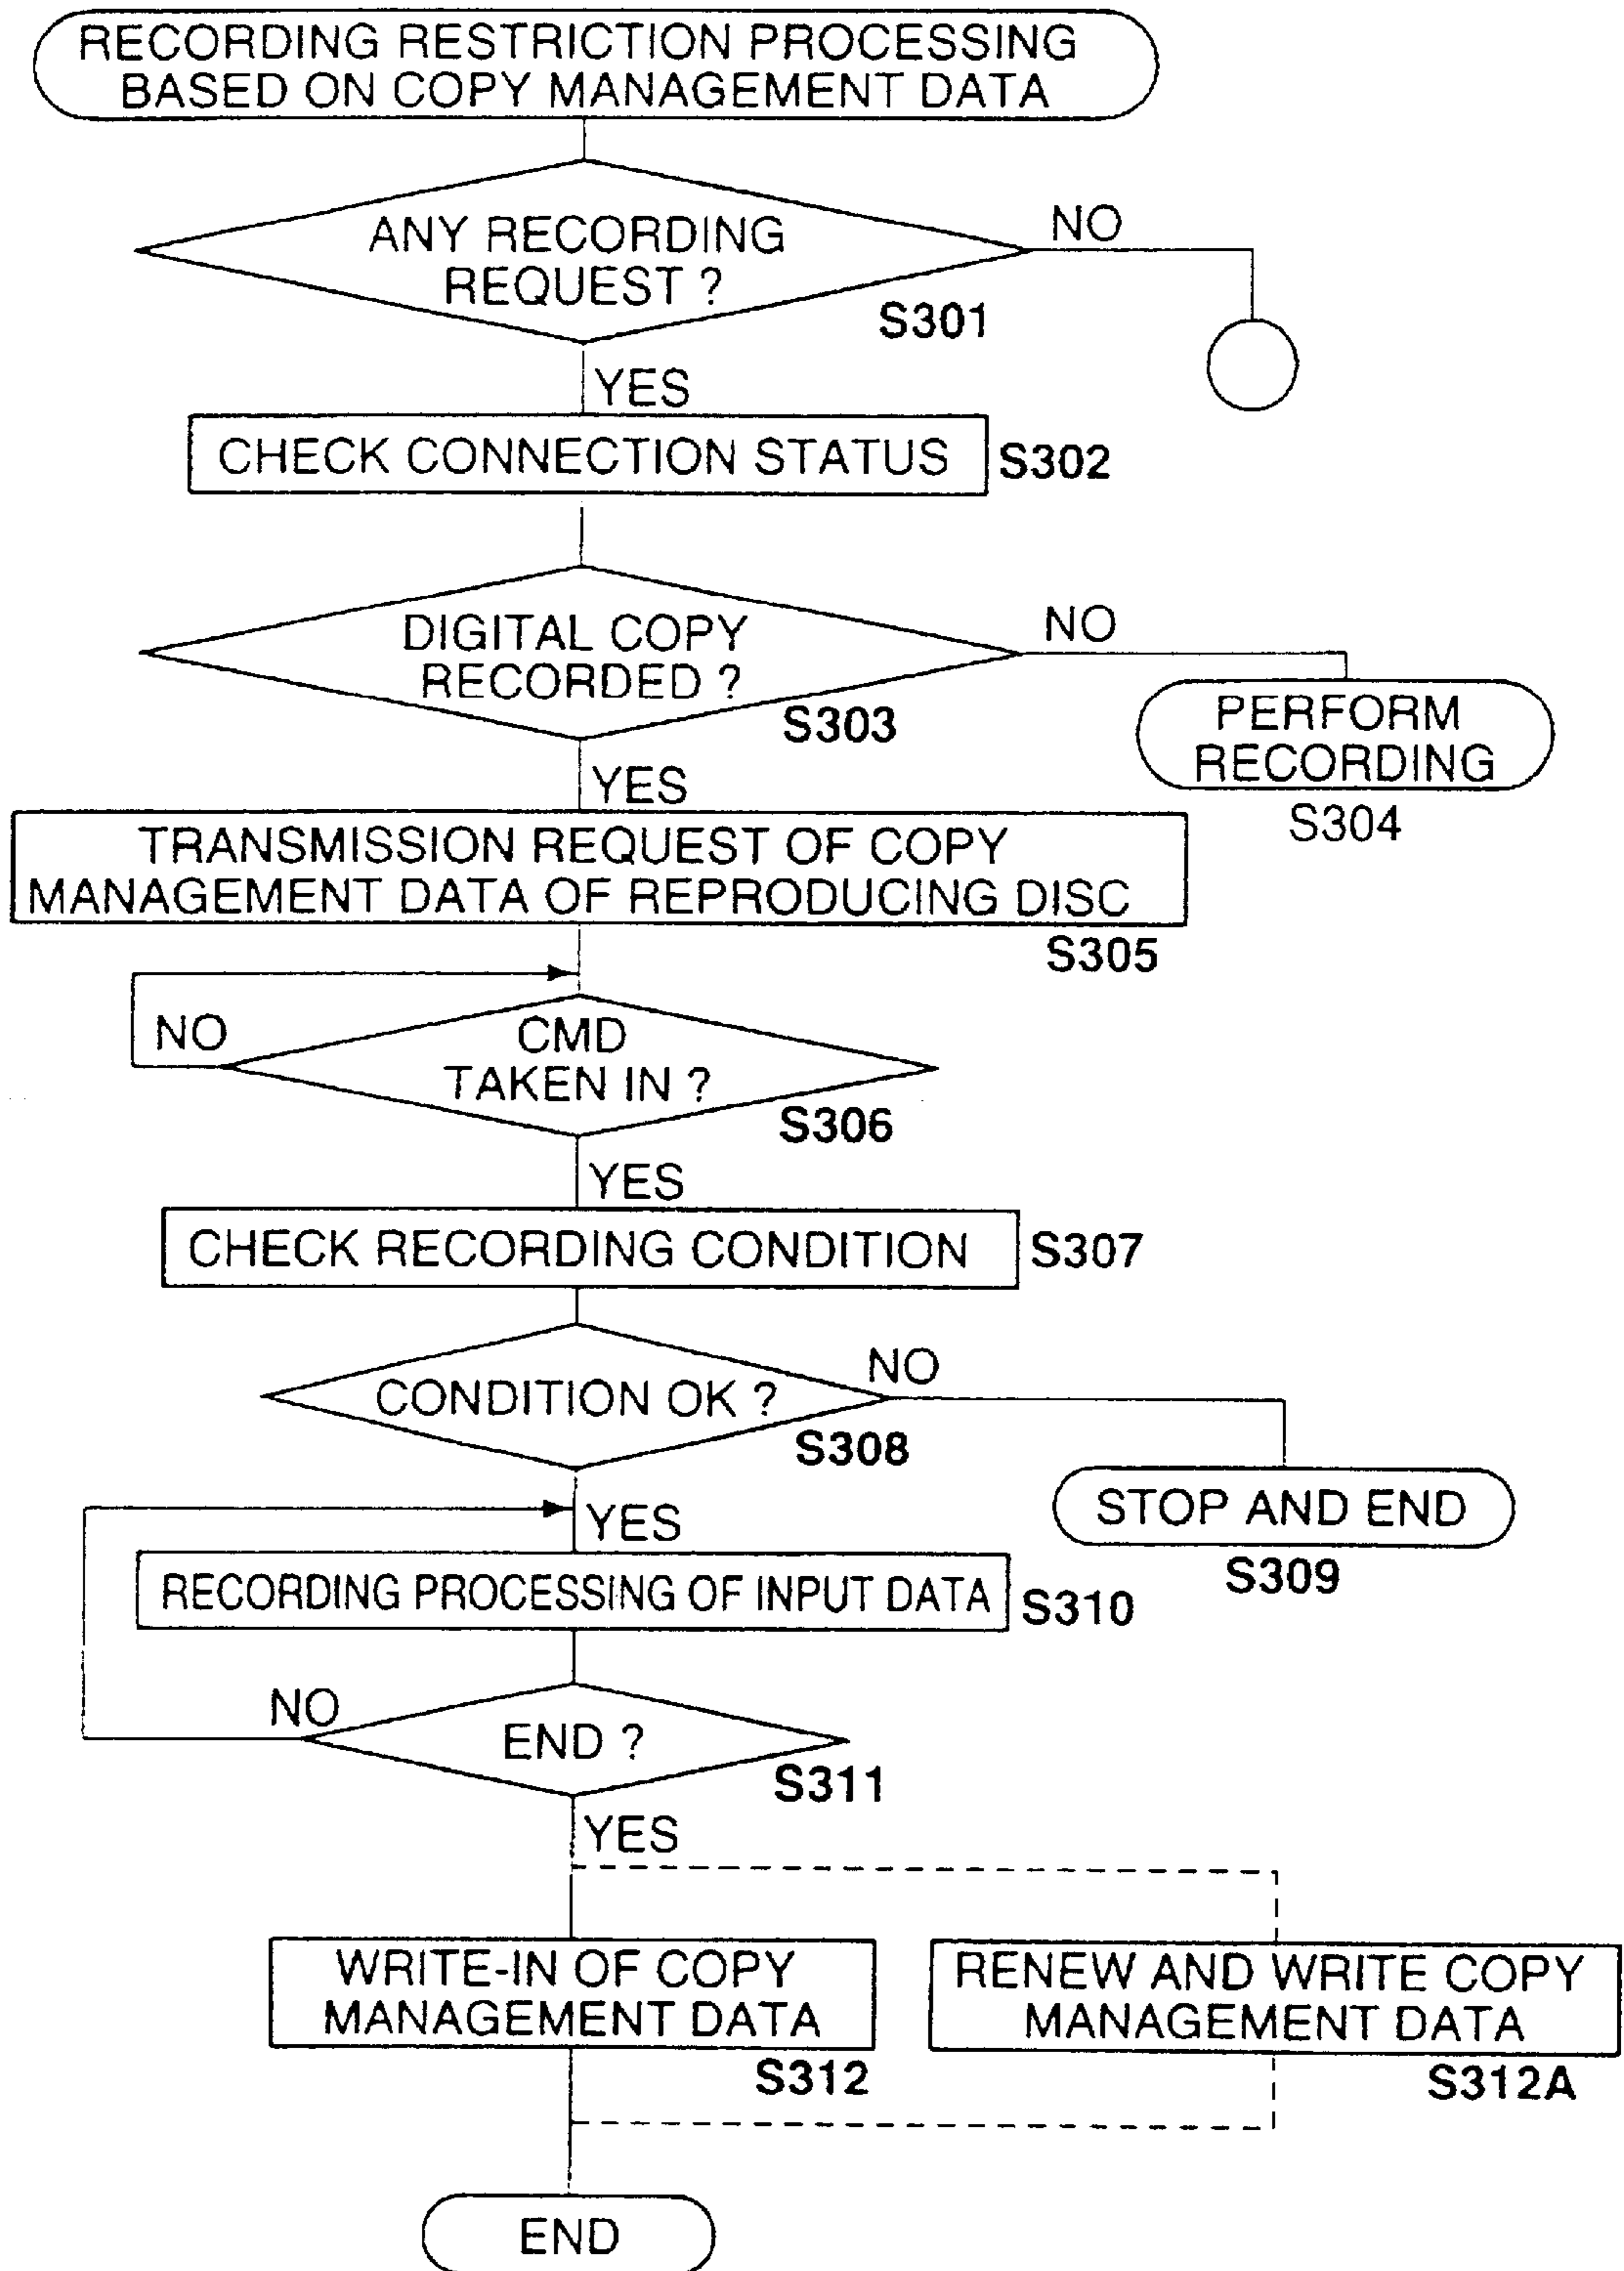 RECORDING RESTRICTION PROCESSING
BASED ON COPY MANAGEMENT DATA
ANY RECORDING
REQUEST ?
NO
S301
YES
CHECK CONNECTION STATUS
S302
DIGITAL COPY
RECORDED ?
NO
S303
PERFORM
RECORDING
S304
YES
TRANSMISSION REQUEST OF COPY
MANAGEMENT DATA OF REPRODUCING DISC
S305
NO
CMD
TAKEN IN ?
S306
YES
CHECK RECORDING CONDITION
S307
CONDITION OK ?
NO
S308
STOP AND END
S309
YES
RECORDING PROCESSING OF INPUT DATA
S310
NO
END ?
S311
YES
WRITE-IN OF COPY
MANAGEMENT DATA
S312
RENEW AND WRITE COPY
MANAGEMENT DATA
S312A
END